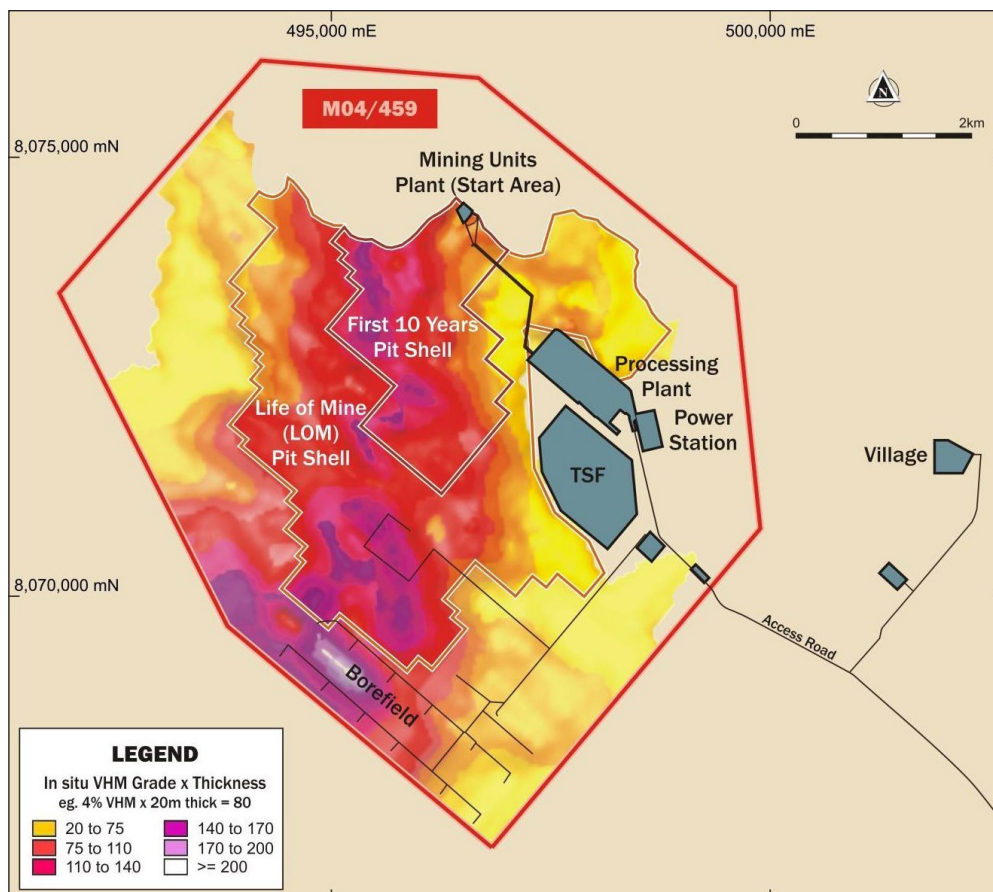 495,000 mE
500,000 mE
M04/459
N
0
2km
8,075,000 mN
Mining Units
Plant (Start Area)
First 10 Years
Pit Shell
Processing
Plant
Life of Mine
(LOM)
Pit Shell
Power
Station
TSF
Village
8,070,000 mN
Access Road
Borefield
LEGEND
In situ VHM Grade x Thickness
eg. 4% VHM x 20m thick = 80
20 to 75
140 to 170
75 to 110
170 to 200
110 to 140
>= 200